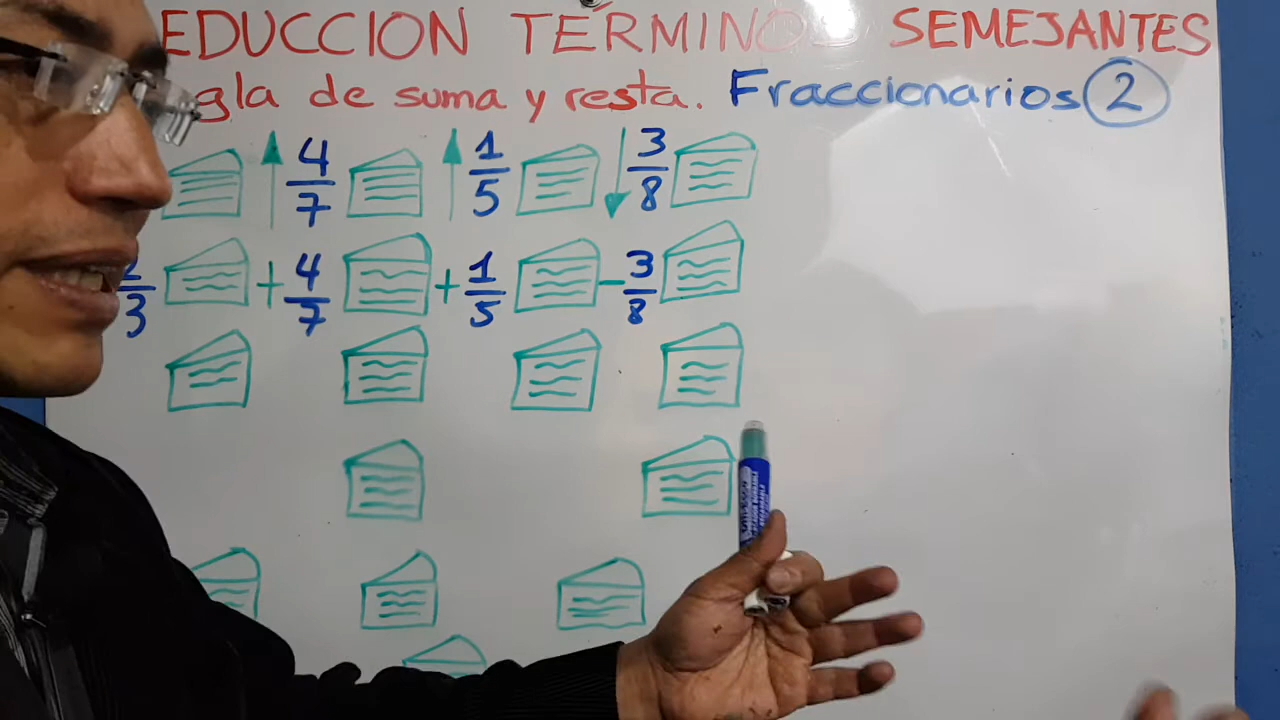 EDUCCION TÉRMINO SEMEJANTES
gla de suma y resta. Fraccionarios 2
4/7 1/5 3/8
/3 + 4/7 + 1/5 - 3/8